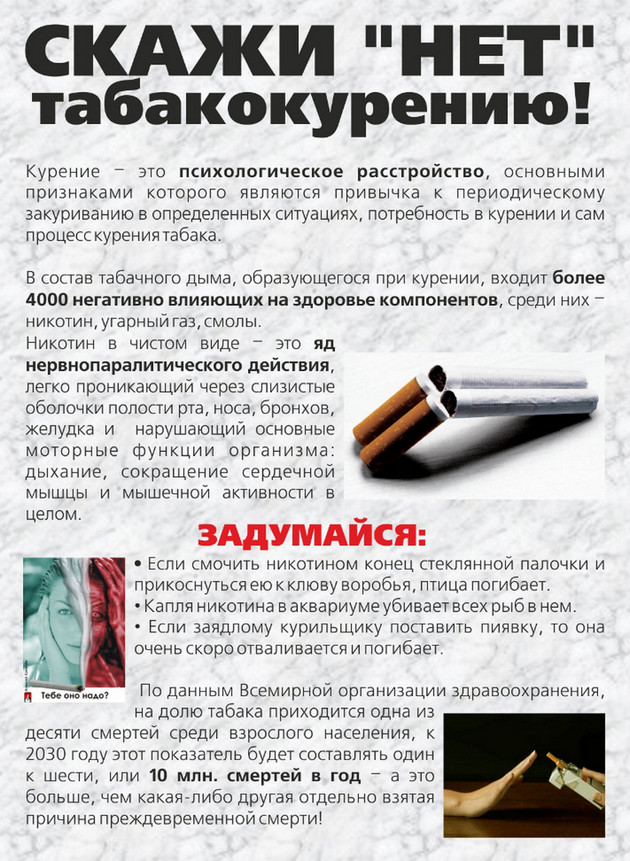 СКАЖИ "НЕТ"
табакокурению!
Курение – это психологическое расстройство, основными
признаками которого являются привычка к периодическому
закуриванию в определенных ситуациях, потребность в курении и сам
процесс курения табака.
В состав табачного дыма, образующегося при курении, входит более
4000 негативно влияющих на здоровье компонентов, среди них –
никотин, угарный газ, смолы.
Никотин в чистом виде – это яд
нервнопаралитического действия,
легко проникающий через слизистые
оболочки полости рта, носа, бронхов,
желудка и нарушающий основные
моторные функции организма:
дыхание, сокращение сердечной
мышцы и мышечной активности в
целом.
ЗАДУМАЙСЯ:
• Если смочить никотином конец стеклянной палочки и
прикоснуться ею к клюву воробья, птица погибает.
• Капля никотина в аквариуме убивает всех рыб в нем.
• Если заядлому курильщику поставить пиявку, то она
очень скоро отваливается и погибает.
Тебе оно надо?
По данным Всемирной организации здравоохранения,
на долю табака приходится одна из
десяти смертей среди взрослого населения, к
2030 году этот показатель будет составлять один
к шести, или 10 млн. смертей в год – а это
больше, чем какая-либо другая отдельно взятая
причина преждевременной смерти!